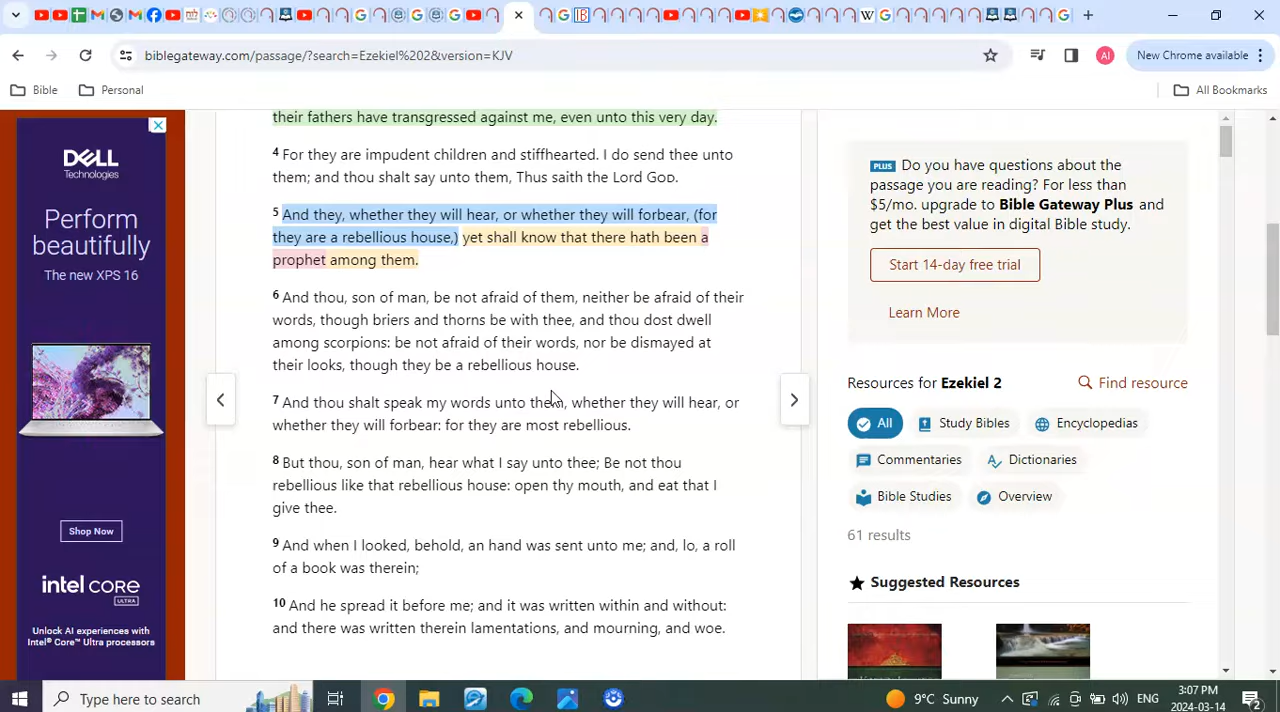 biblegateway.com/passage/?search=Ezekiel%202&version=KJV
New Chrome available
Bible
Personal
All Bookmarks
DELL
Technologies
Perform
beautifully
The new XPS 16
Shop Now
intel core
ULTRA
Unlock AI experiences with
Intel® Core™ Ultra processors
their fathers have transgressed against me, even unto this very day.
4 For they are impudent children and stiffhearted. I do send thee unto
them; and thou shalt say unto them, Thus saith the Lord GOD.
5 And they, whether they will hear, or whether they will forbear, (for
they are a rebellious house,) yet shall know that there hath been a
prophet among them.
6 And thou, son of man, be not afraid of them, neither be afraid of their
words, though briers and thorns be with thee, and thou dost dwell
among scorpions: be not afraid of their words, nor be dismayed at
their looks, though they be a rebellious house.
7 And thou shalt speak my words unto them, whether they will hear, or
whether they will forbear: for they are most rebellious.
8 But thou, son of man, hear what I say unto thee; Be not thou
rebellious like that rebellious house: open thy mouth, and eat that I
give thee.
9 And when I looked, behold, an hand was sent unto me; and, lo, a roll
of a book was therein;
10 And he spread it before me; and it was written within and without:
and there was written therein lamentations, and mourning, and woe.
PLUS Do you have questions about the
passage you are reading? For less than
$5/mo. upgrade to Bible Gateway Plus and
get the best value in digital Bible study.
Start 14-day free trial
Learn More
Resources for Ezekiel 2
Find resource
All
Study Bibles
Encyclopedias
Commentaries
Dictionaries
Bible Studies
Overview
61 results
Suggested Resources
Type here to search
9°C Sunny
ENG
3:07 PM
2024-03-14
2